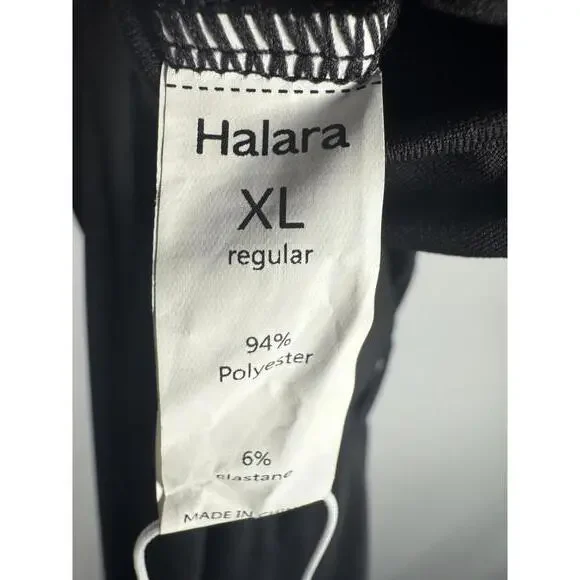 Halara
XL
regular
94%
Polyester
6%
elastane
MADE IN